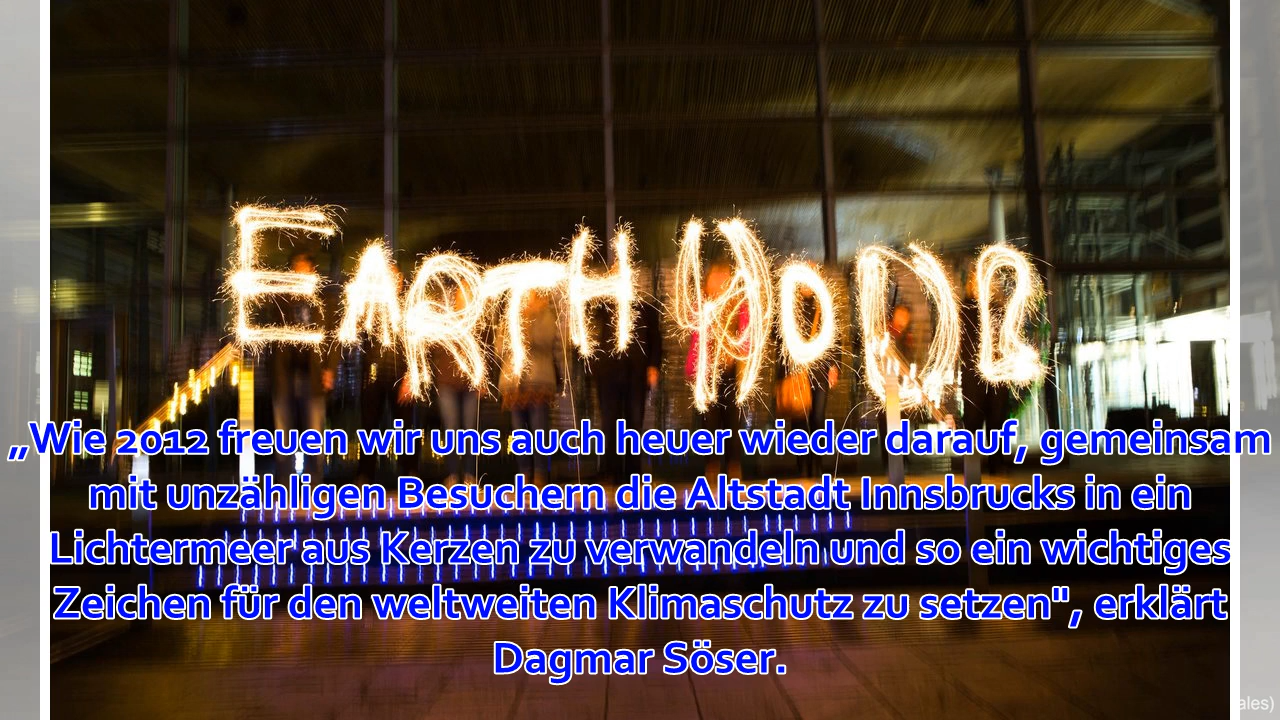 EARTH HOUR
„Wie 2012 freuen wir uns auch heuer wieder darauf, gemeinsam
mit unzähligen Besuchern die Altstadt Innsbrucks in ein
Lichtermeer aus Kerzen zu verwandeln und so ein wichtiges
Zeichen für den weltweiten Klimaschutz zu setzen", erklärt
Dagmar Söser.
ales)